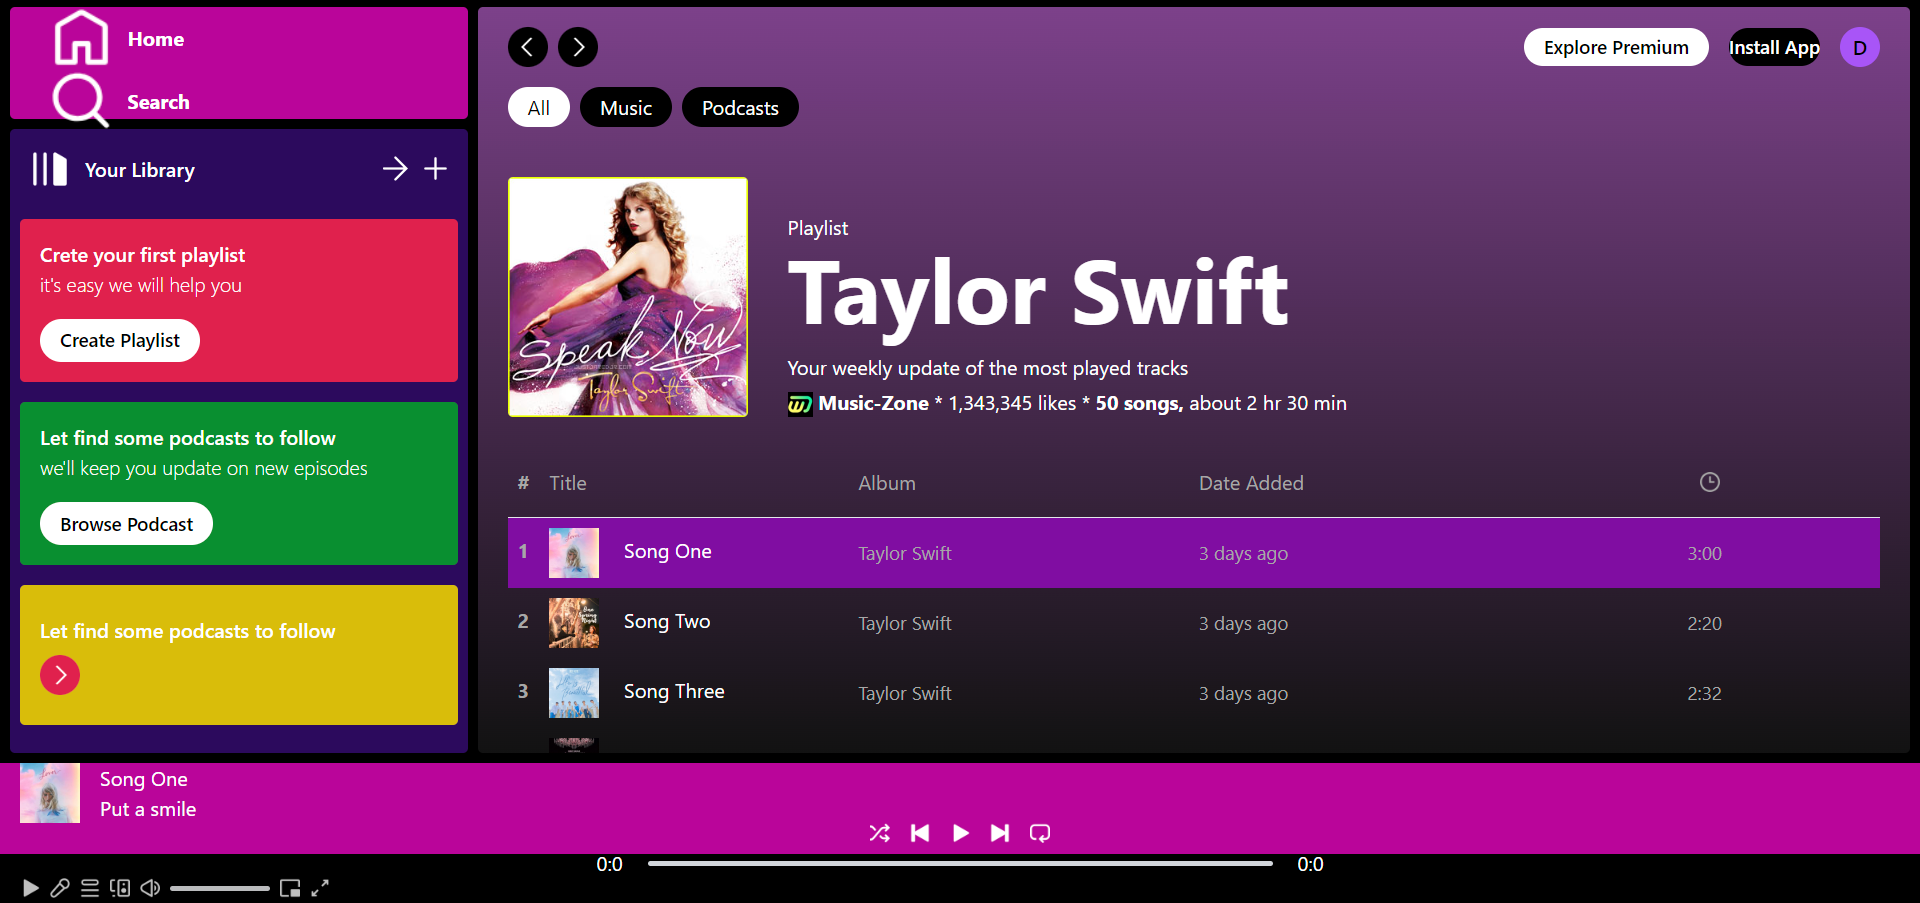 Home
Search
Your Library
Crete your first playlist
it's easy we will help you
Create Playlist
Let find some podcasts to follow
we'll keep you update on new episodes
Browse Podcast
Let find some podcasts to follow
Explore Premium
Install App
D
All
Music
Podcasts
Speak Now
Taylor Swift
Playlist
Taylor Swift
Your weekly update of the most played tracks
Music-Zone * 1,343,345 likes * 50 songs, about 2 hr 30 min
# Title Album Date Added
1 Song One Taylor Swift 3 days ago 3:00
2 Song Two Taylor Swift 3 days ago 2:20
3 Song Three Taylor Swift 3 days ago 2:32
Song One
Put a smile
0:0
0:0